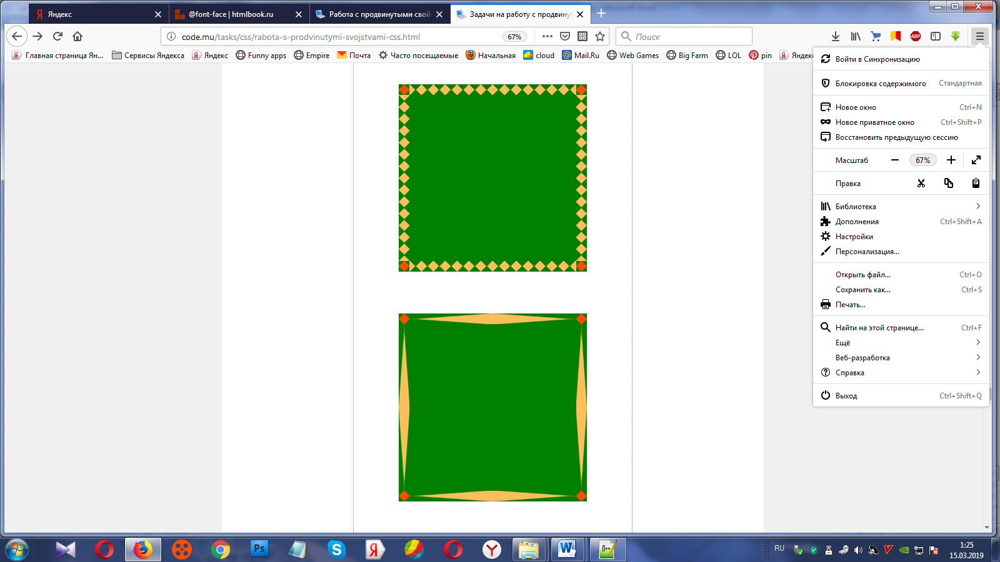 Яндекс
@font-face | htmlbook.ru
Работа с продвинутыми свой
Задачи на работу с продвинут
code.mu/tasks/css/rabota-s-prodvinutymi-svojstvami-css.html
67%
Поиск
Главная страница Ян...
Сервисы Яндекса
Яндекс
Funny apps
Empire
Почта
Часто посещаемые
Начальная
cloud
Mail.Ru
Web Games
Big Farm
LOL
pin
Яндекс
Войти в Синхронизацию
Блокировка содержимого Стандартная
Новое окно Ctrl+N
Новое приватное окно Ctrl+Shift+P
Восстановить предыдущую сессию
Масштаб 67%
Правка
Библиотека
Дополнения Ctrl+Shift+A
Настройки
Персонализация...
Открыть файл... Ctrl+O
Сохранить как... Ctrl+S
Печать...
Найти на этой странице... Ctrl+F
Ещё
Веб-разработка
Справка
Выход Ctrl+Shift+Q
RU
1:25
15.03.2019